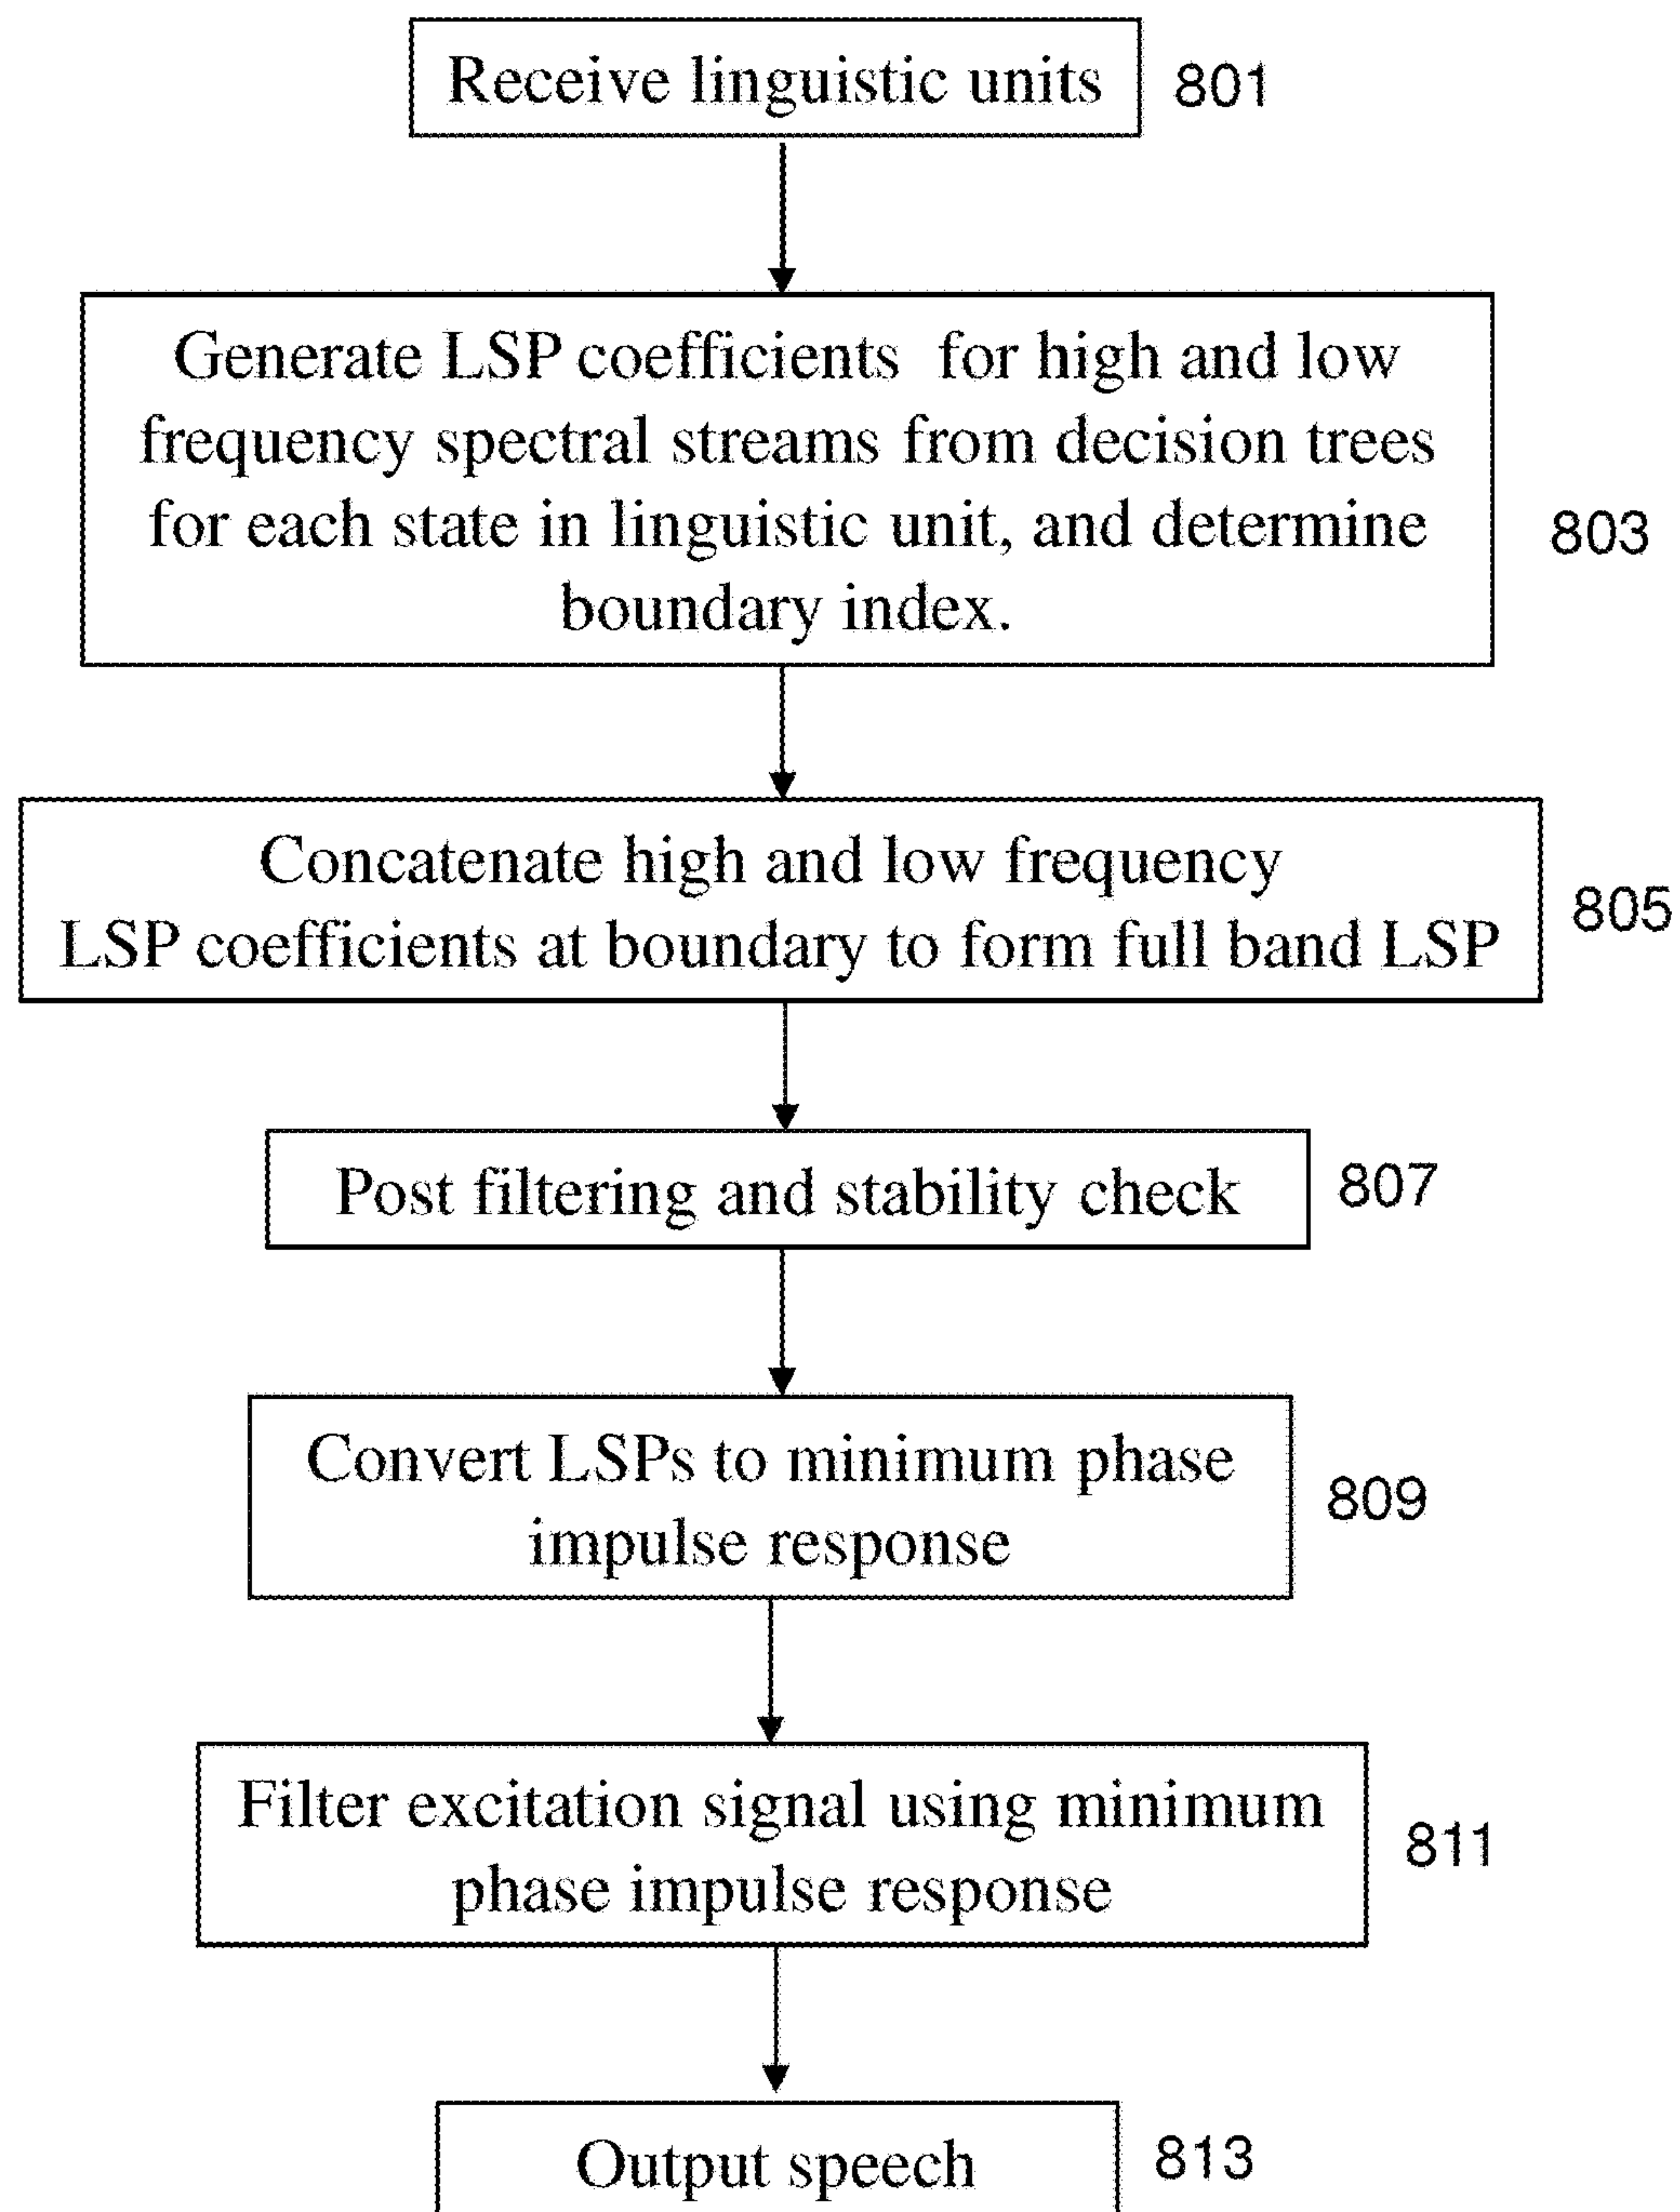 Receive linguistic units
801
Generate LSP coefficients for high and low
frequency spectral streams from decision trees
for each state in linguistic unit, and determine
boundary index.
803
Concatenate high and low frequency
LSP coefficients at boundary to form full band LSP
805
Post filtering and stability check
807
Convert LSPs to minimum phase
impulse response
809
Filter excitation signal using minimum
phase impulse response
811
Output speech
813